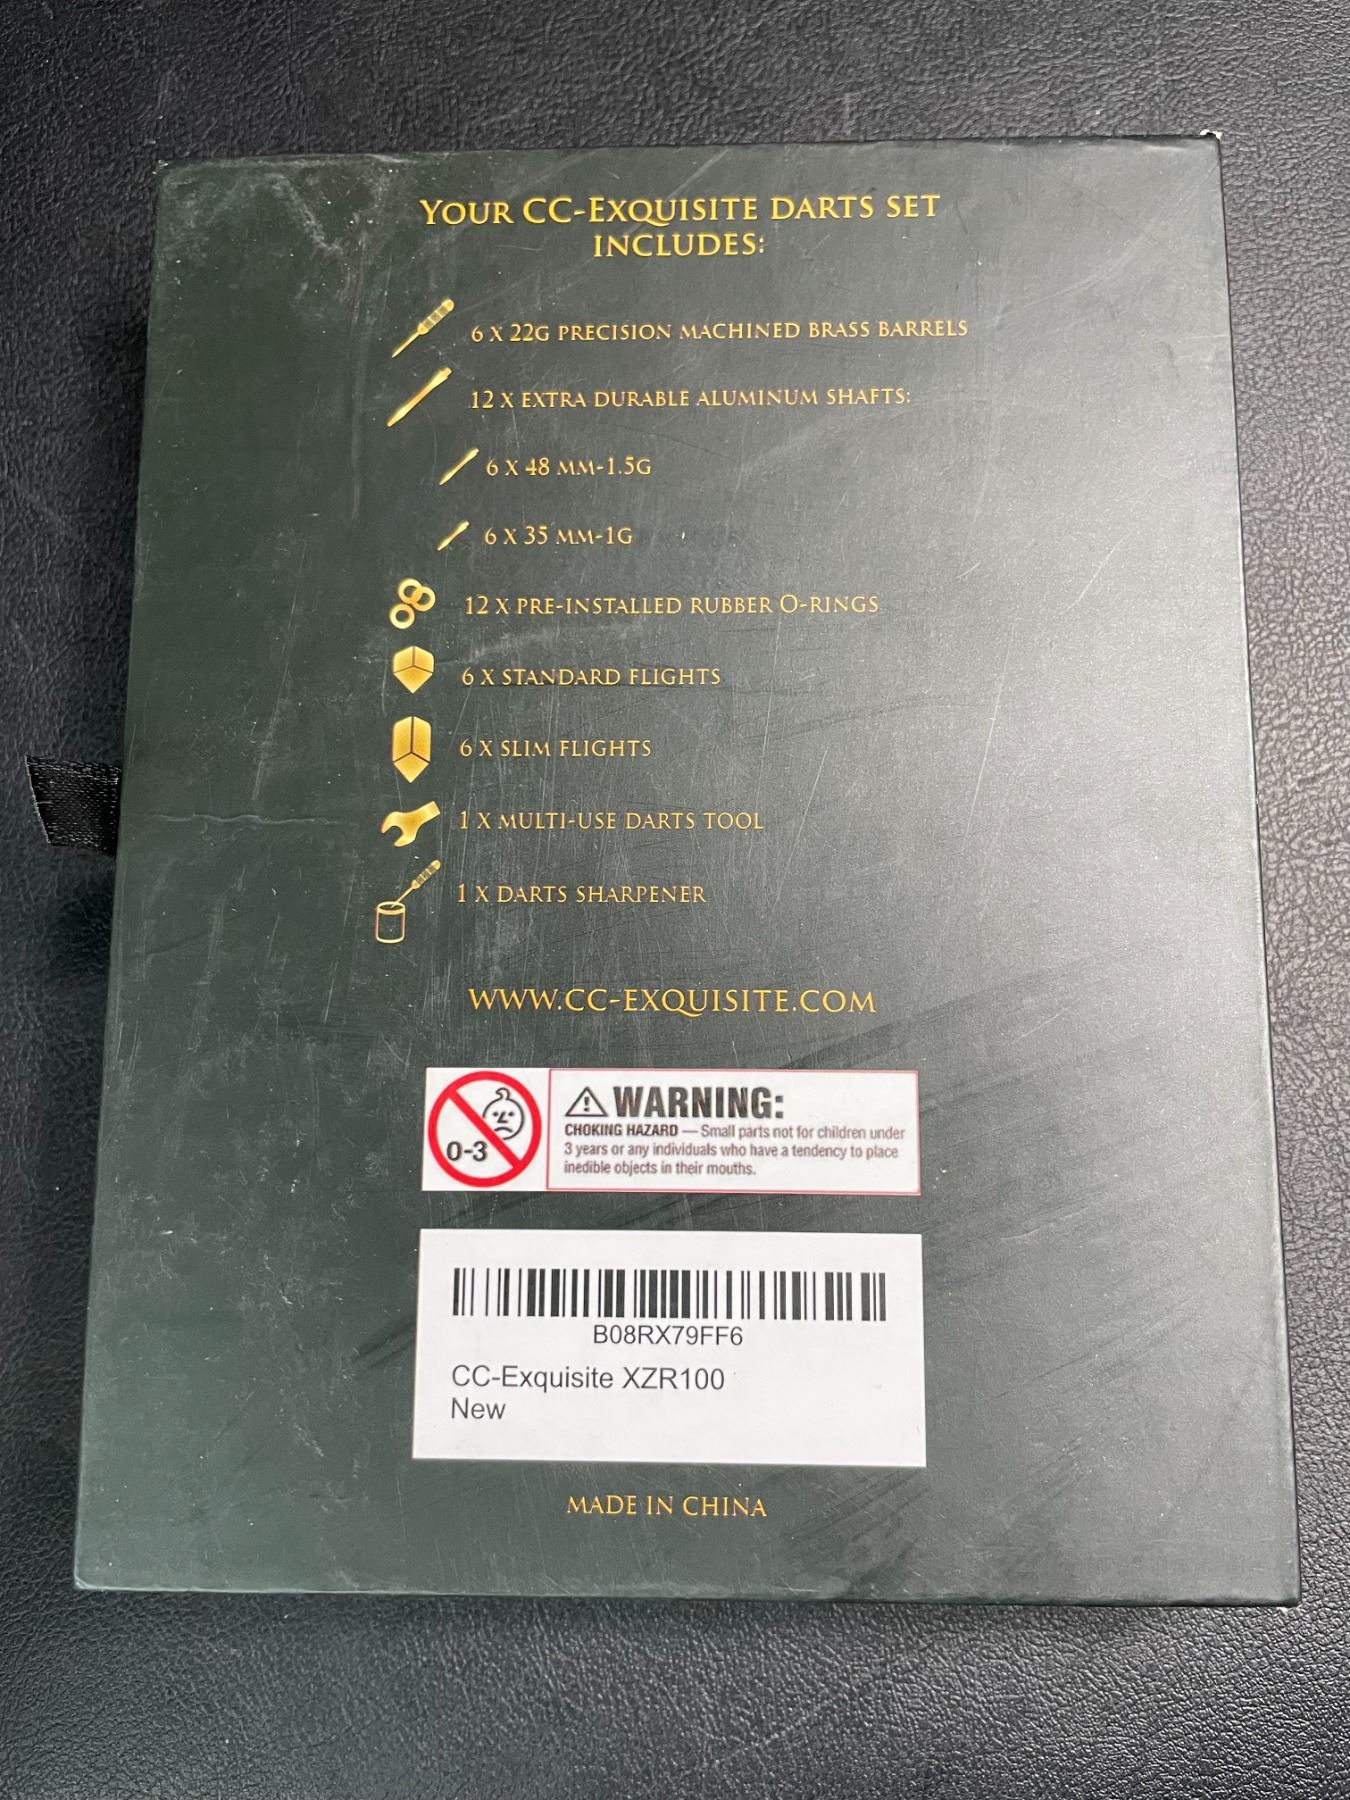 YOUR CC-EXQUISITE DARTS SET
INCLUDES:
6 X 22G PRECISION MACHINED BRASS BARRELS
12 X EXTRA DURABLE ALUMINUM SHAFTS:
6 X 48 MM-1.5G
6 X 35 MM-1G
12 X PRE-INSTALLED RUBBER O-RINGS
6 X STANDARD FLIGHTS
6 X SLIM FLIGHTS
1 X MULTI-USE DARTS TOOL
1 X DARTS SHARPENER
WWW.CC-EXQUISITE.COM
0-3
WARNING:
CHOKING HAZARD — Small parts not for children under
3 years or any individuals who have a tendency to place
inedible objects in their mouths.
B08RX79FF6
CC-Exquisite XZR100
New
MADE IN CHINA